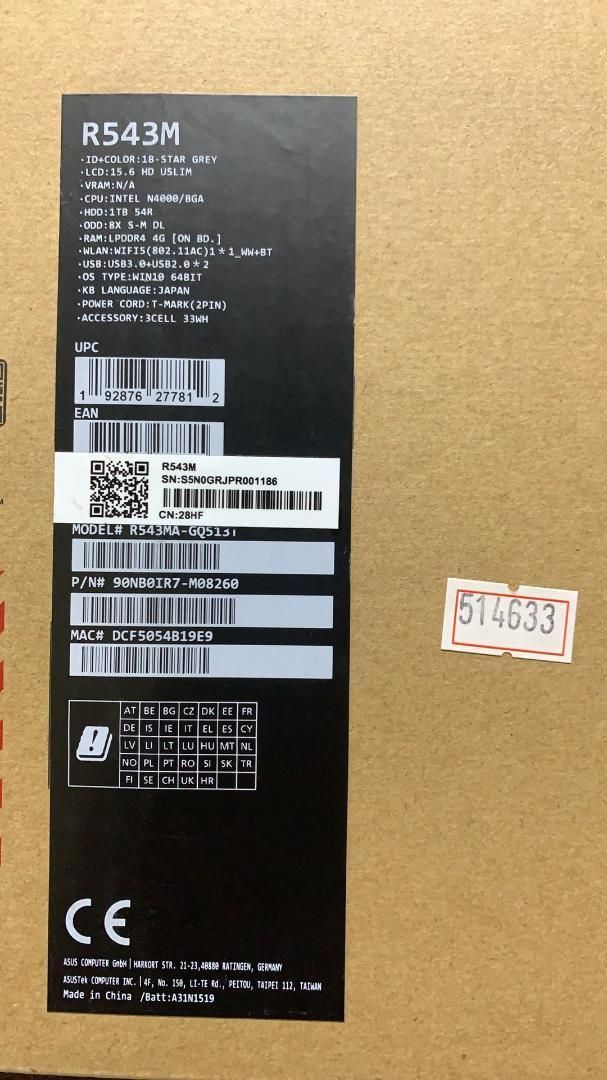 R543M
·ID+COLOR:1B-STAR GREY
·LCD:15.6 HD USLIM
·VRAM:N/A
·CPU:INTEL N4000/BGA
·HDD:1TB 54R
·ODD:8X S-M DL
·RAM:LPDDR4 4G [ON BD.]
·WLAN:WIFI5(802.11AC)1*1_WW+BT
·USB:USB3.0+USB2.0*2
·OS TYPE:WIN10 64BIT
·KB LANGUAGE:JAPAN
·POWER CORD:T-MARK(2PIN)
·ACCESSORY:3CELL 33WH
UPC
1 92876 27781 2
EAN
R543M
SN:S5N0GRJPR001186
CN:28HF
MODEL# R543MA-GQ513T
P/N# 90NB0IR7-M08260
MAC# DCF5054B19E9
514633
AT BE BG CZ DK EE FR
DE IS IE IT EL ES CY
LV LI LT LU HU MT NL
NO PL PT RO SI SK TR
FI SE CH UK HR
CE
ASUS COMPUTER GmbH | HARKORT STR. 21-23,40880 RATINGEN, GERMANY
ASUSTek COMPUTER INC. | 4F, No. 150, LI-TE Rd., PEITOU, TAIPEI 112, TAIWAN
Made in China /Batt:A31N1519